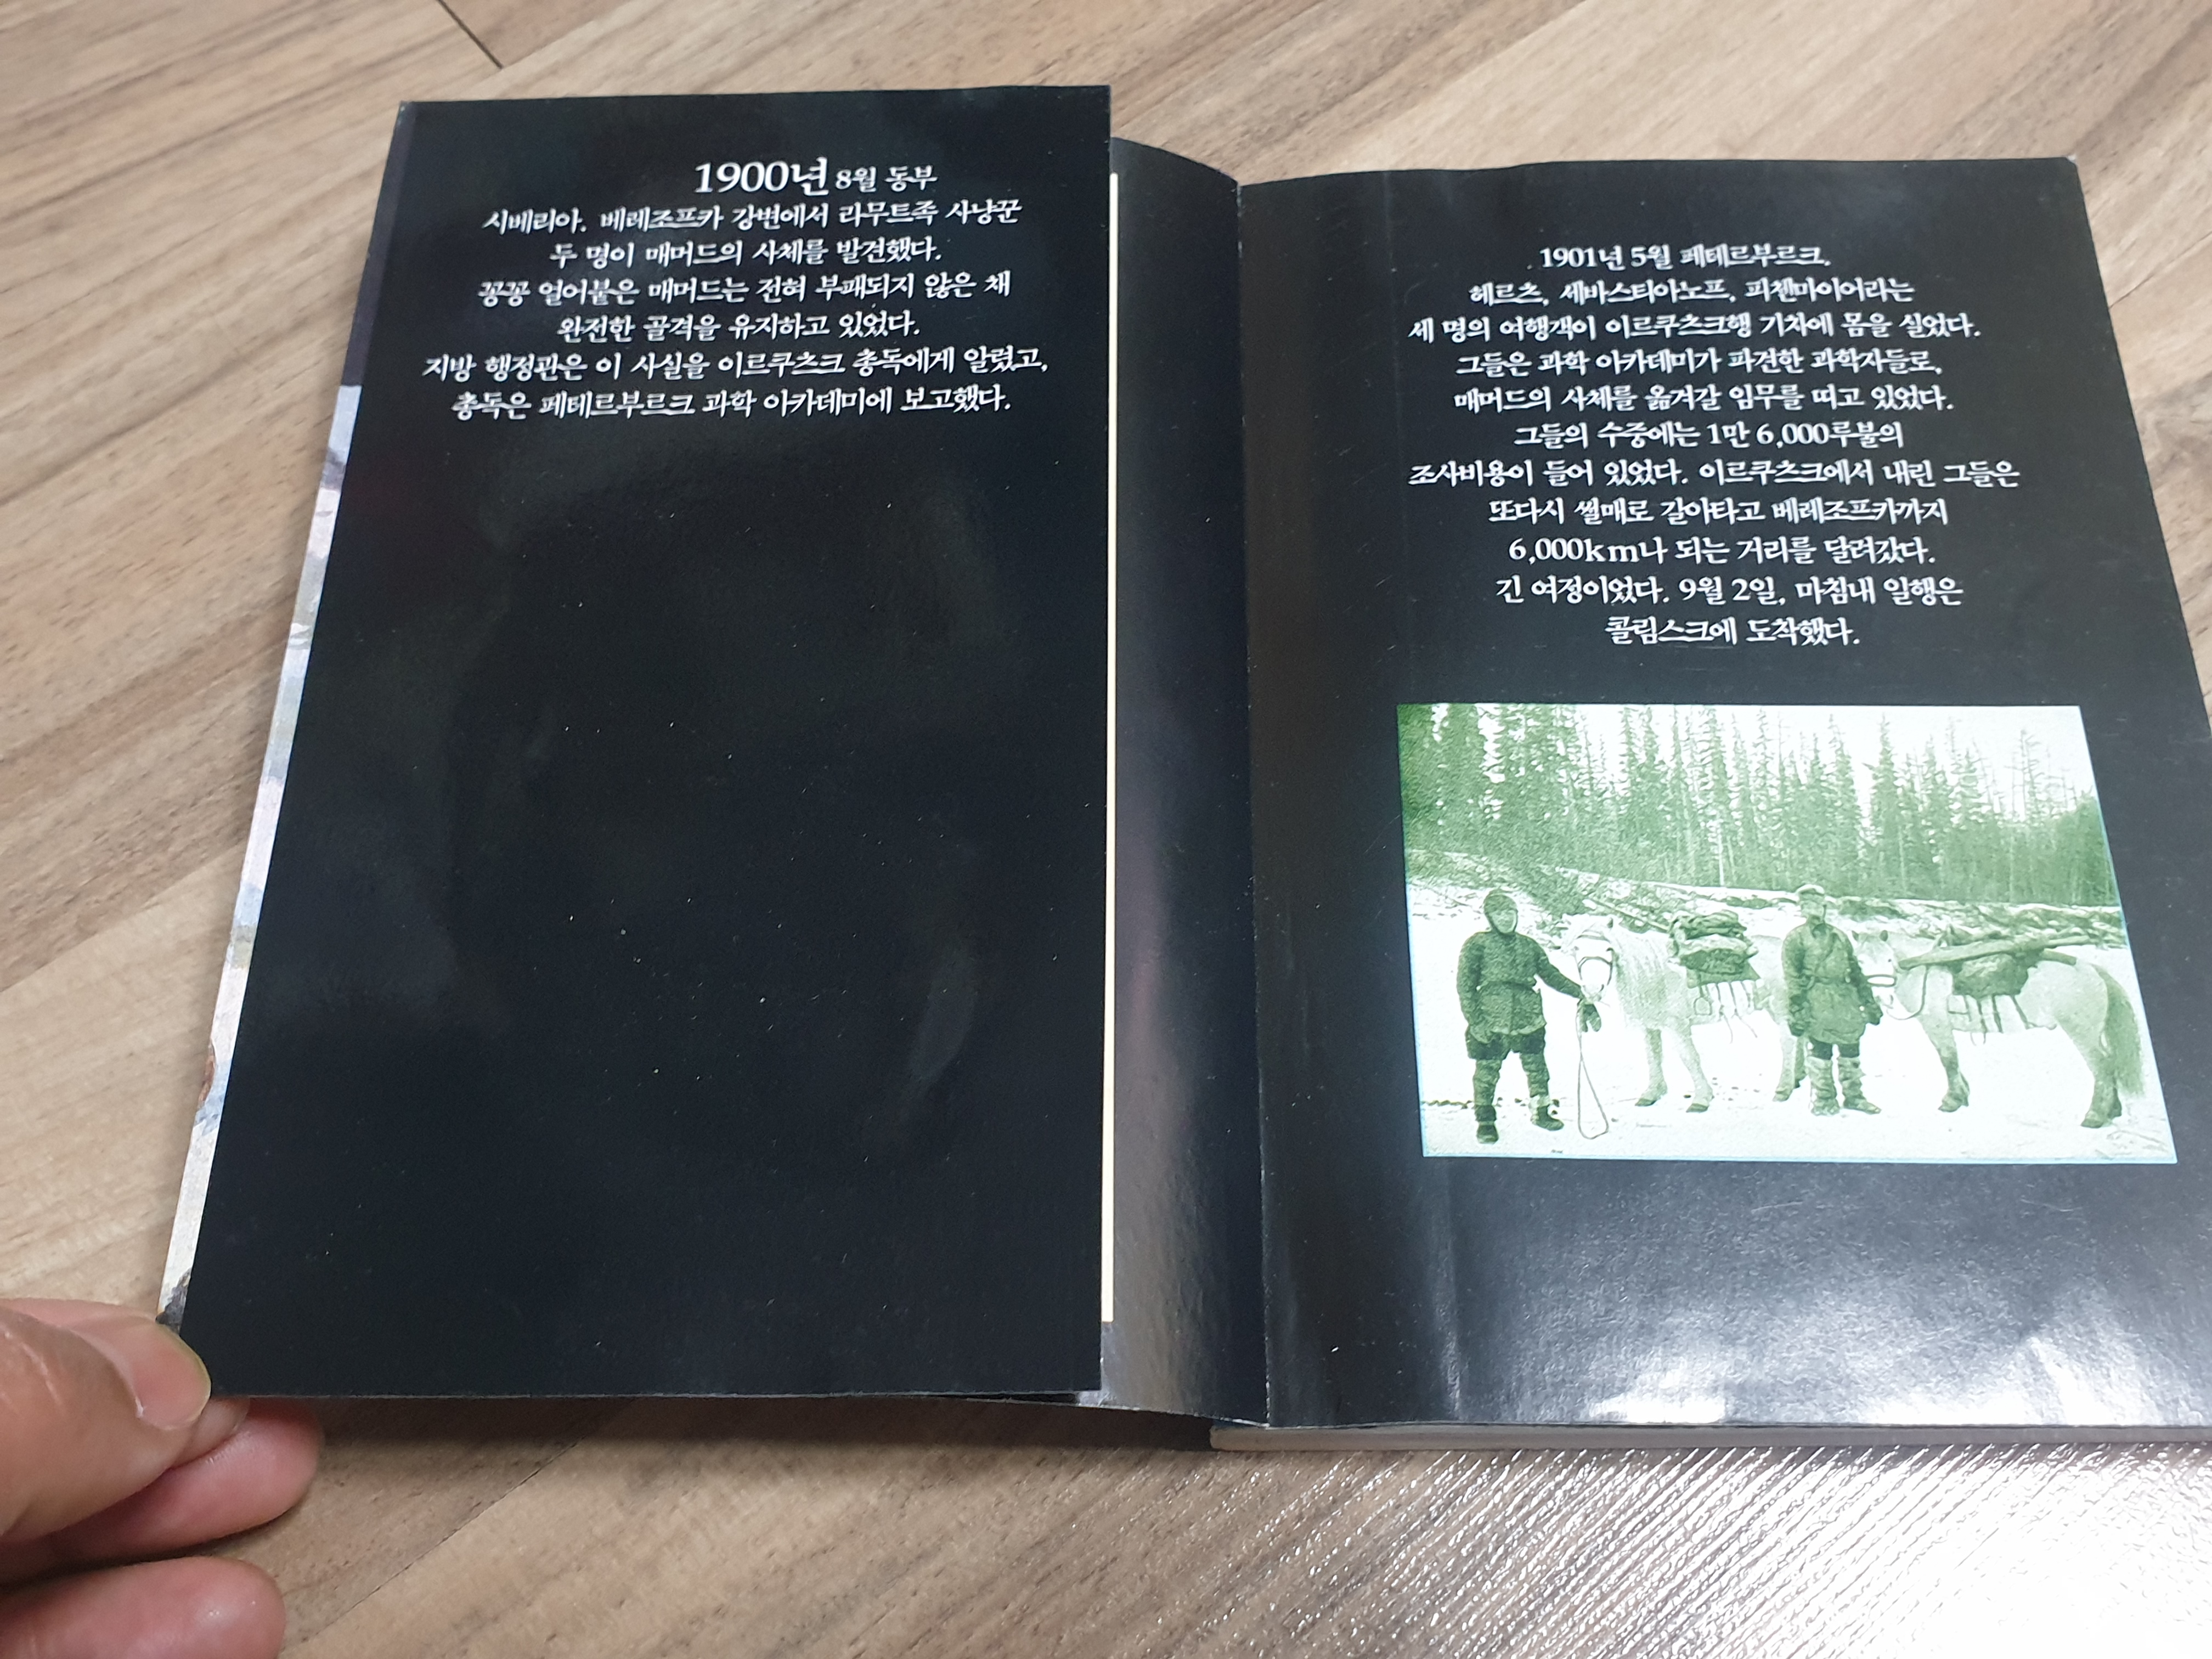 1900년 8월 동부
시베리아. 베레조프카 강변에서 라무트족 사냥꾼
두 명이 매머드의 사체를 발견했다.
꽁꽁 얼어붙은 매머드는 전혀 부패되지 않은 채
완전한 골격을 유지하고 있었다.
지방 행정관은 이 사실을 이르쿠츠크 총독에게 알렸고,
총독은 페테르부르크 과학 아카데미에 보고했다.
1901년 5월 페테르부르크.
헤르츠, 세바스티아노프, 피첸마이어라는
세 명의 여행객이 이르쿠츠크행 기차에 몸을 실었다.
그들은 과학 아카데미가 파견한 과학자들로,
매머드의 사체를 옮겨갈 임무를 띠고 있었다.
그들의 수중에는 1만 6,000루불의
조사비용이 들어 있었다. 이르쿠츠크에서 내린 그들은
또다시 썰매로 갈아타고 베레조프카까지
6,000km나 되는 거리를 달려갔다.
긴 여정이었다. 9월 2일, 마침내 일행은
콜림스크에 도착했다.